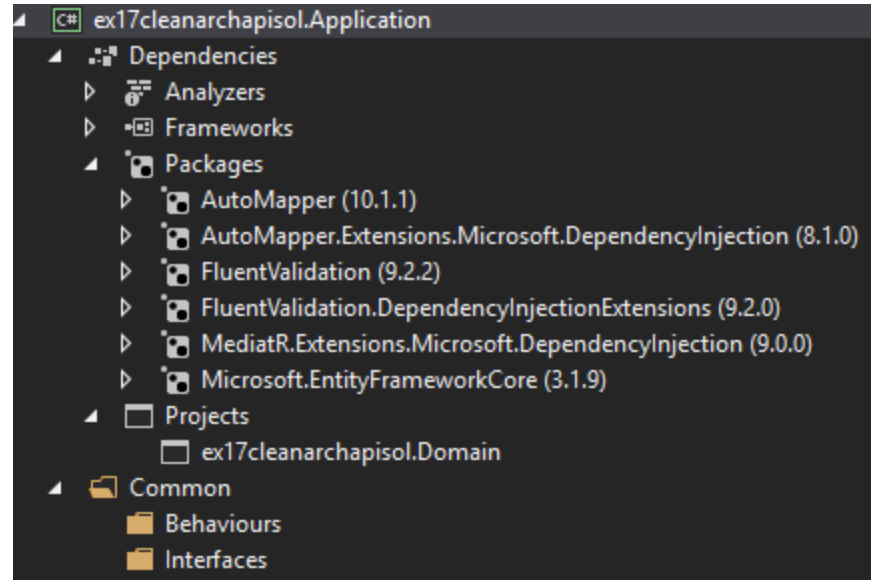 C# ex17cleanarchapisol.Application
Dependencies
Analyzers
Frameworks
Packages
AutoMapper (10.1.1)
AutoMapper.Extensions.Microsoft.DependencyInjection (8.1.0)
FluentValidation (9.2.2)
FluentValidation.DependencyInjectionExtensions (9.2.0)
MediatR.Extensions.Microsoft.DependencyInjection (9.0.0)
Microsoft.EntityFrameworkCore (3.1.9)
Projects
ex17cleanarchapisol.Domain
Common
Behaviours
Interfaces